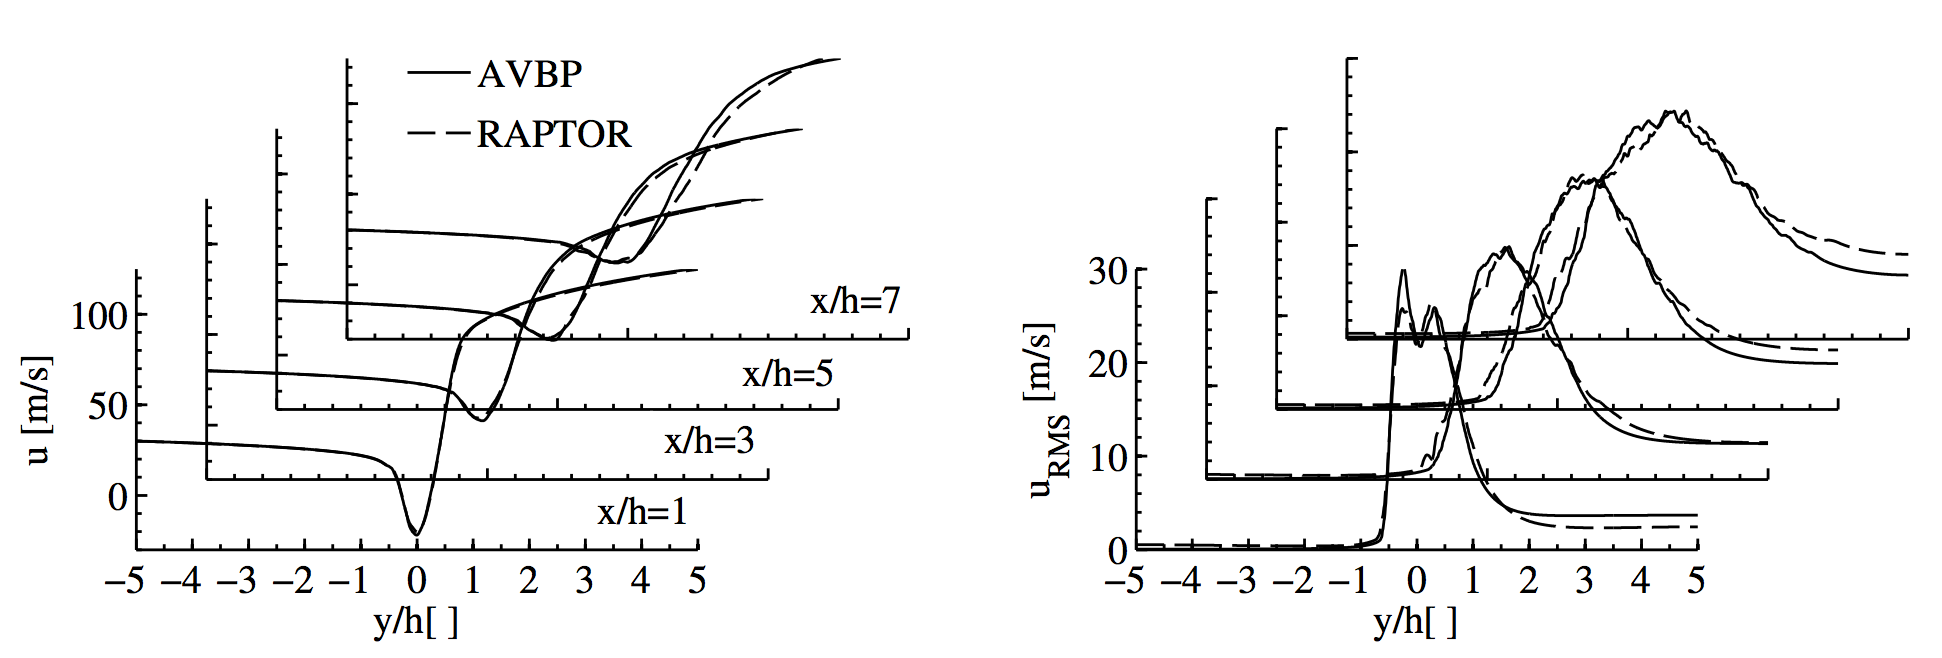 AVBP
RAPTOR
x/h=7
x/h=5
x/h=3
x/h=1
100
50
0
u [m/s]
−5 −4 −3 −2 −1 0 1 2 3 4 5
y/h[ ]
30
20
10
0
uRMS [m/s]
−5 −4 −3 −2 −1 0 1 2 3 4 5
y/h[ ]